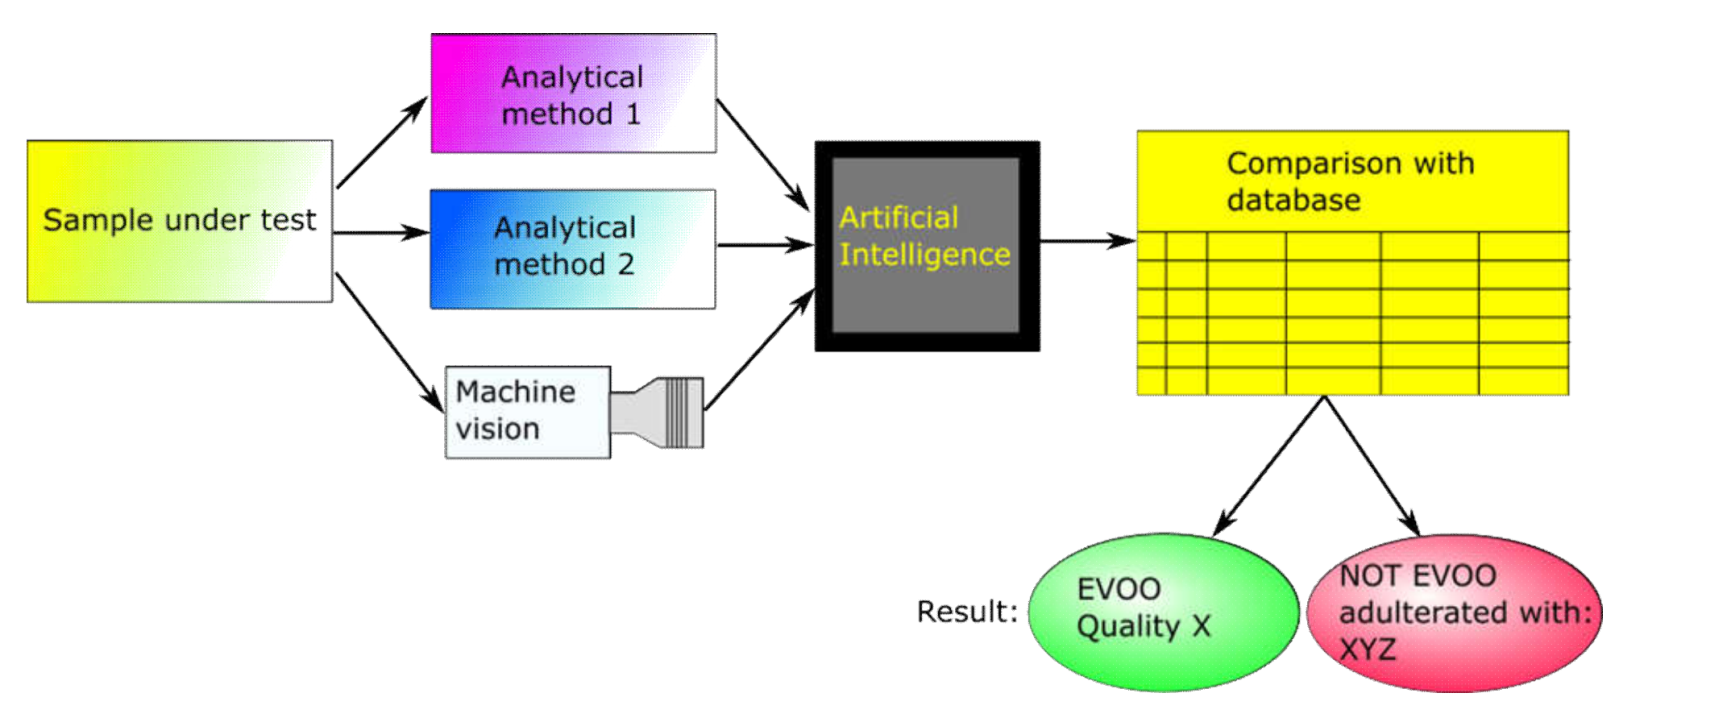 Analytical
method 1
Sample under test
Analytical
method 2
Machine
vision
Artificial
Intelligence
Comparison with
database
Result:
EVOO
Quality X
NOT EVOO
adulterated with:
XYZ